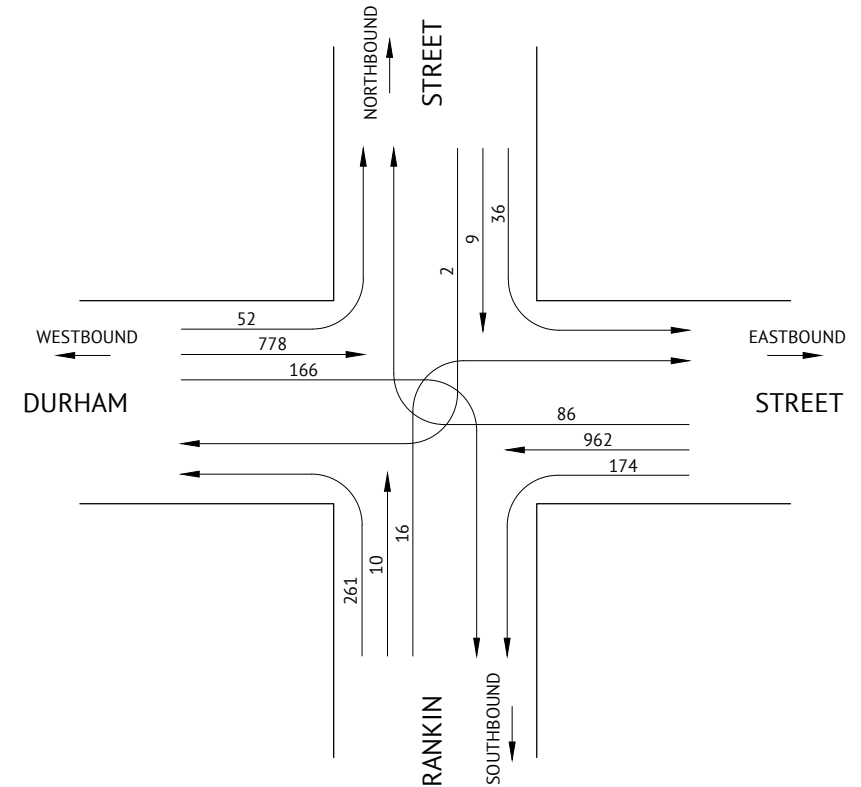 NORTHBOUND
STREET
36
9
2
52
WESTBOUND
778
EASTBOUND
166
DURHAM
STREET
86
962
174
16
10
261
RANKIN
SOUTHBOUND